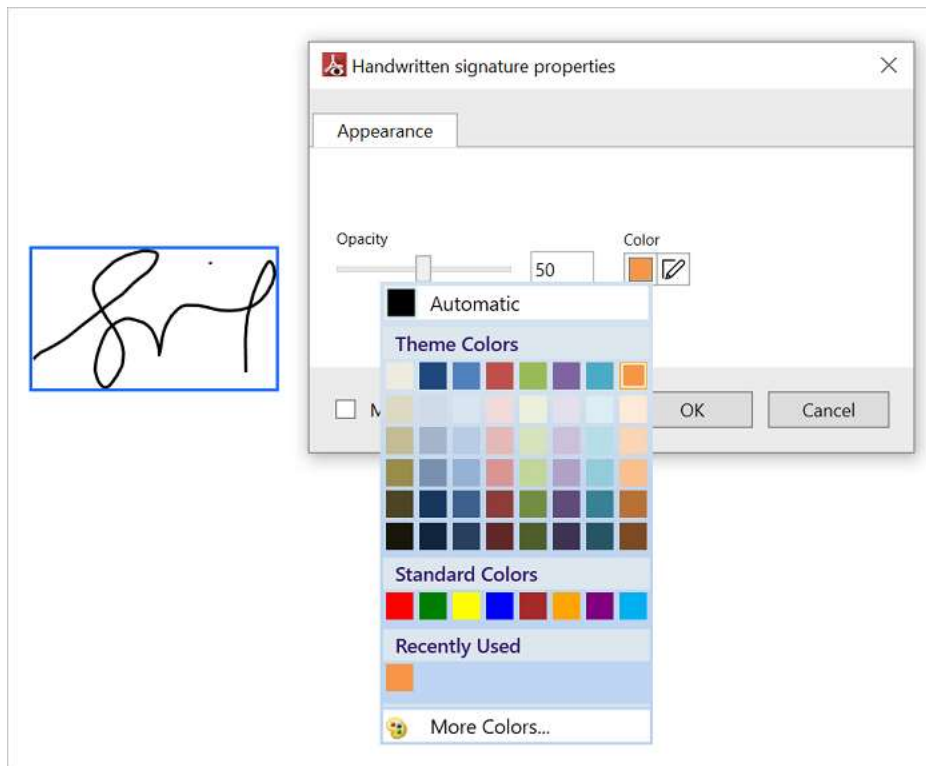 Handwritten signature properties
Appearance
Opacity
Color
50
Automatic
Theme Colors
M
OK
Cancel
Standard Colors
Recently Used
More Colors...